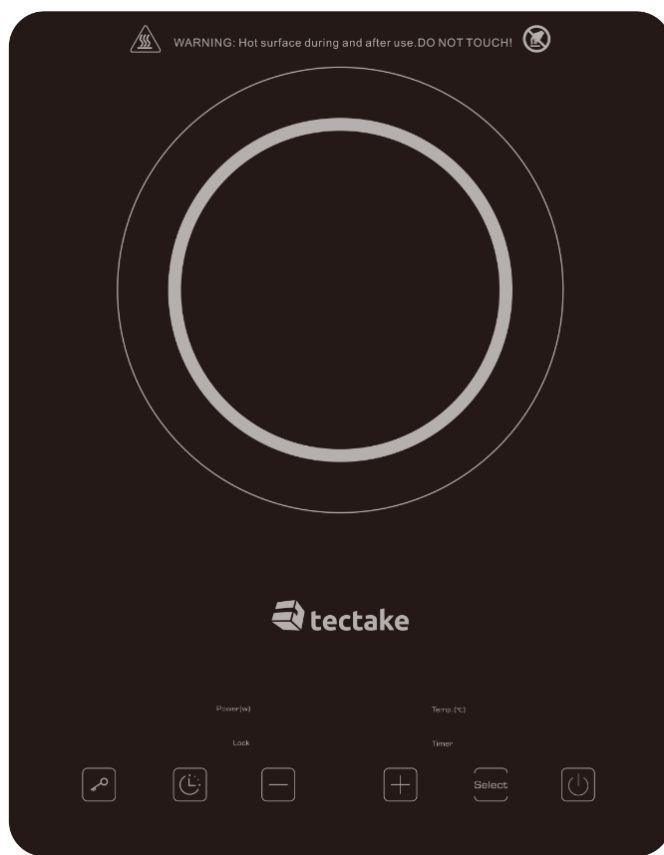 WARNING: Hot surface during and after use.DO NOT TOUCH!
tectake
Power(w) Temp.(℃)
Lock Timer
Select